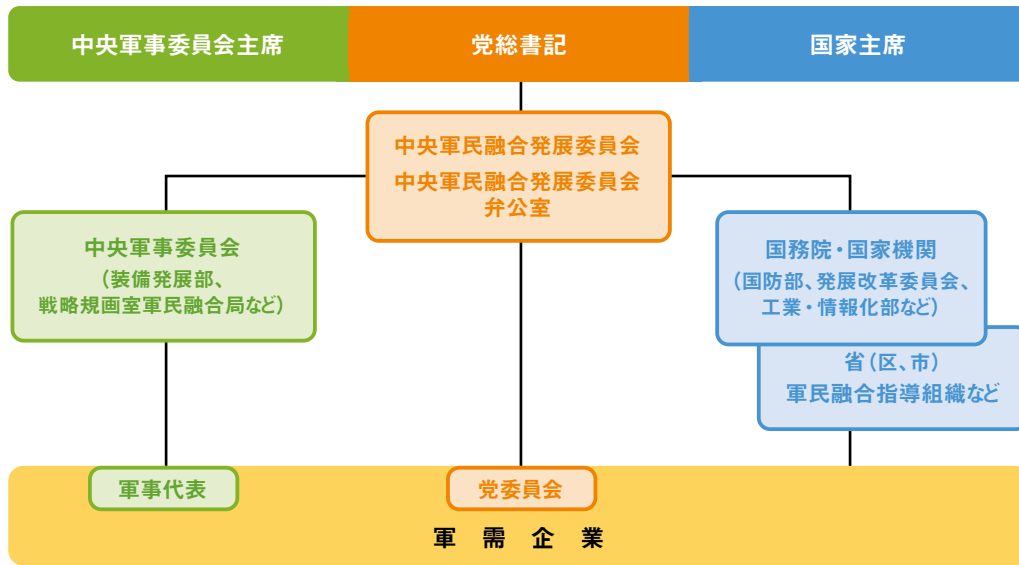 中央軍事委員会主席
党総書記
国家主席
中央軍民融合発展委員会
中央軍民融合発展委員会
弁公室
中央軍事委員会
（装備発展部、
戦略規画室軍民融合局など）
国務院・国家機関
（国防部、発展改革委員会、
工業・情報化部など）
省（区、市）
軍民融合指導組織など
軍事代表
党委員会
軍需企業